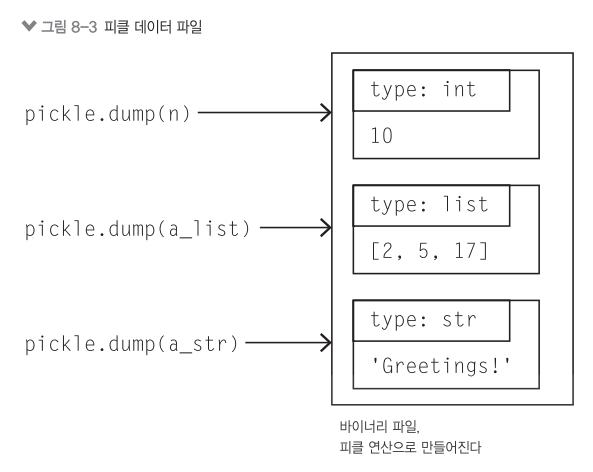 그림 8-3 피클 데이터 파일
pickle.dump(n)
type: int
10
pickle.dump(a_list)
type: list
[2, 5, 17]
pickle.dump(a_str)
type: str
'Greetings!'
바이너리 파일,
피클 연산으로 만들어진다